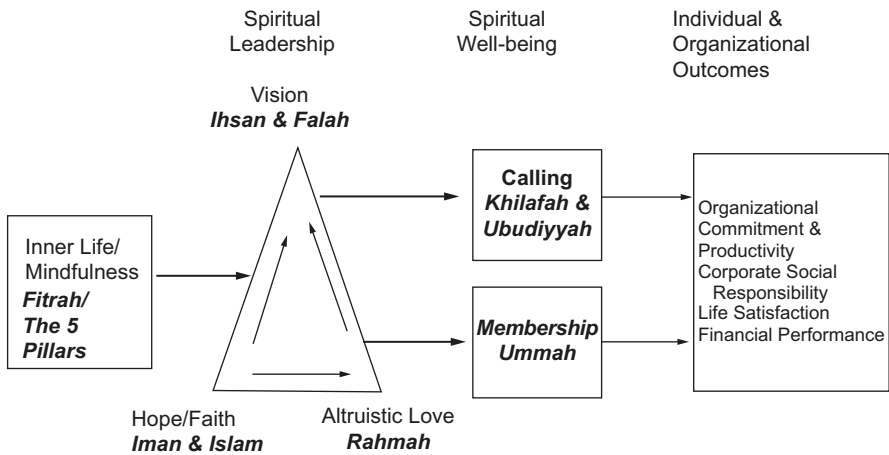 Spiritual
Leadership
Spiritual
Well-being
Individual &
Organizational
Outcomes
Vision
Ihsan & Falah
Inner Life/
Mindfulness
Fitrah/
The 5
Pillars
Hope/Faith
Iman & Islam
Altruistic Love
Rahmah
Calling
Khilafah &
Ubudiyyah
Membership
Ummah
Organizational
Commitment &
Productivity
Corporate Social
Responsibility
Life Satisfaction
Financial Performance